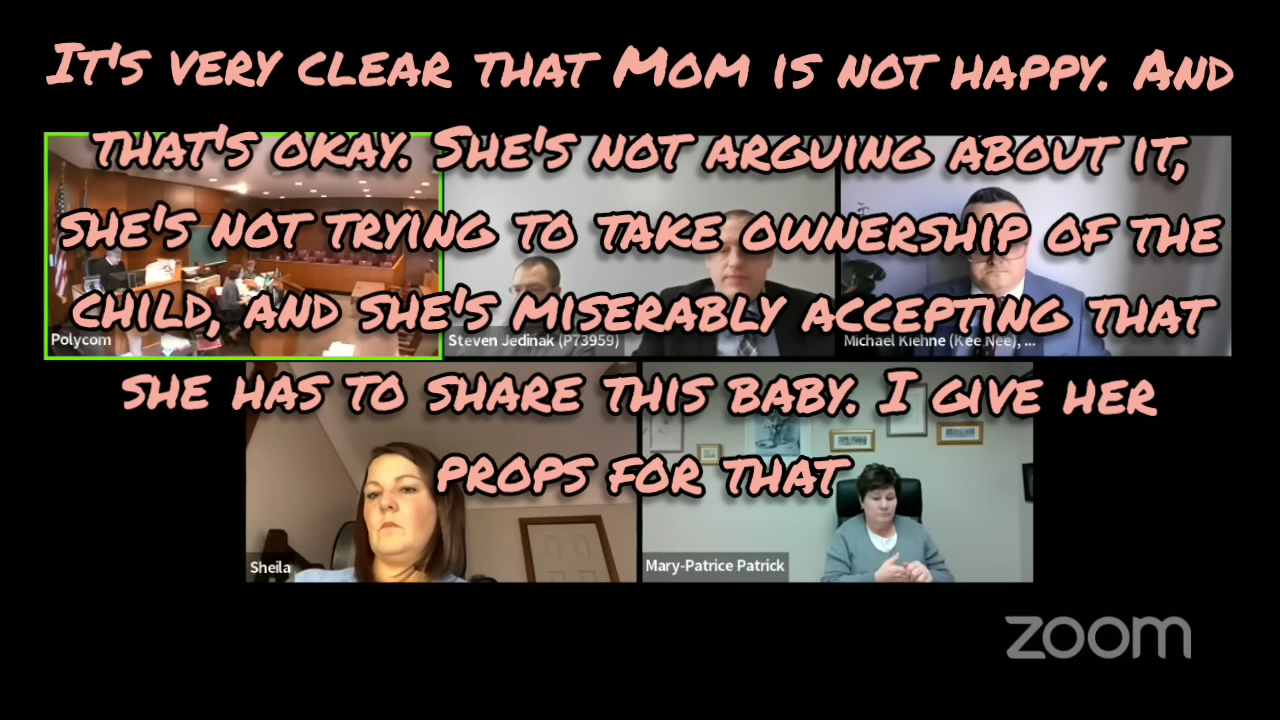 It's very clear that Mom is not happy. And
that's okay. She's not arguing about it,
she's not trying to take ownership of the
child, and she's miserably accepting that
she has to share this baby. I give her
props for that
Polycom
Steven Jedinak (P73959)
Michael Kiehne (Kee Nee), ...
Sheila
Mary-Patrice Patrick
zoom